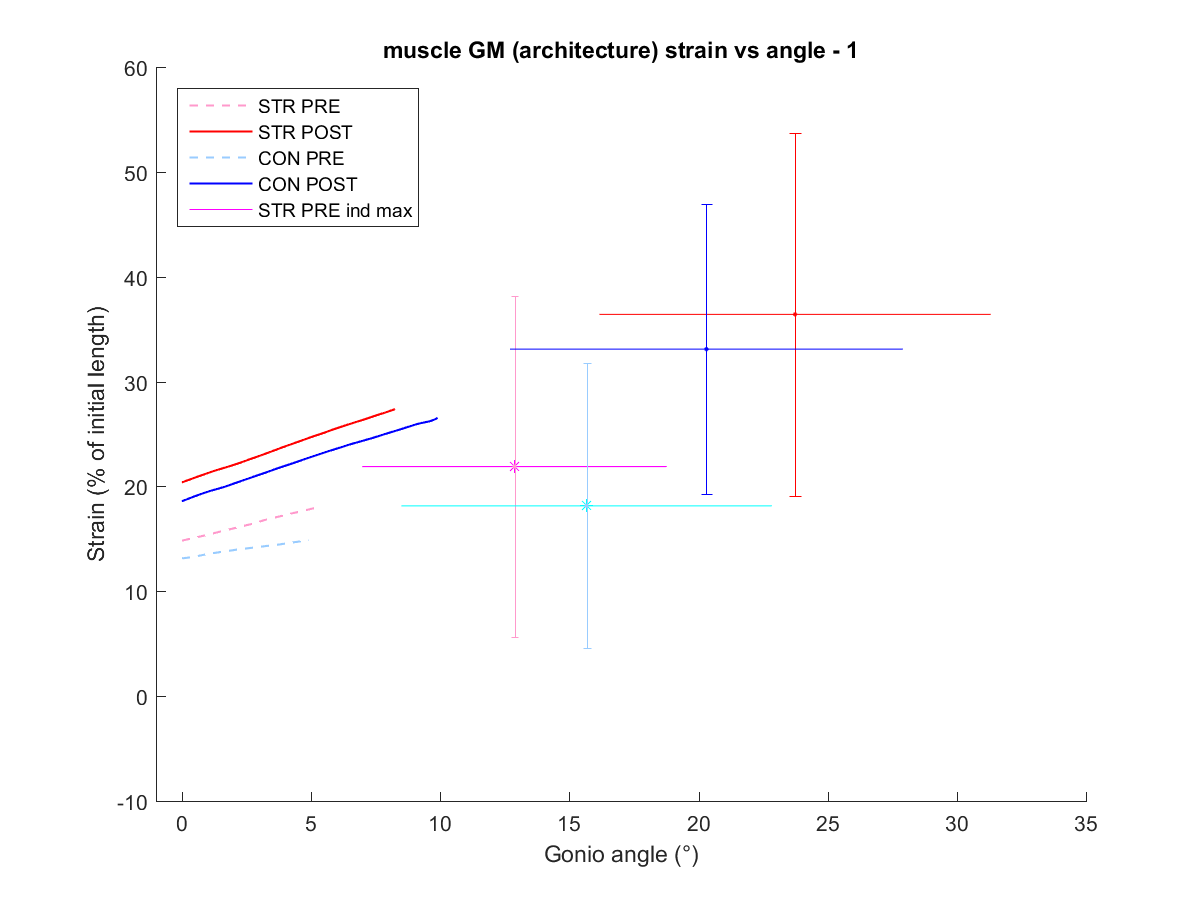 muscle GM (architecture) strain vs angle - 1
60
50
40
30
20
10
0
-10
Strain (% of initial length)
STR PRE
STR POST
CON PRE
CON POST
STR PRE ind max
0 5 10 15 20 25 30 35
Gonio angle (°)